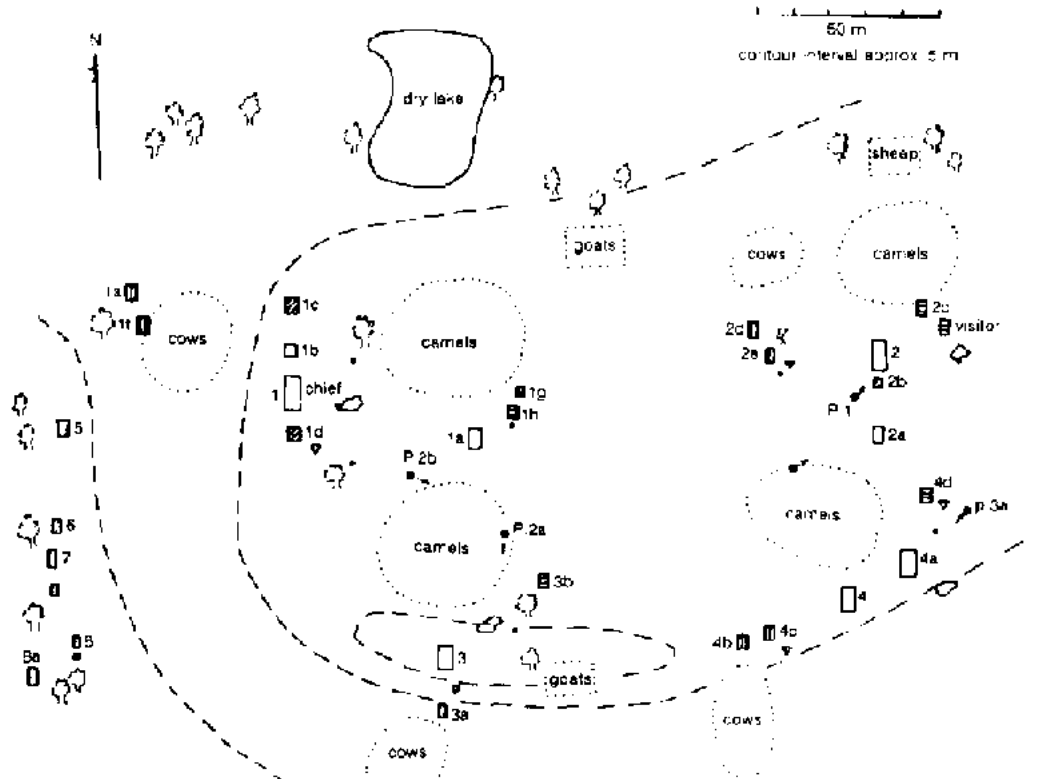 N
50 m
contour interval approx 5 m
dry lake
sheep
goats
cows
camels
1a
1f
cows
1c
camels
2c
visitor
2d
1b
2e
2
1
chief
1g
2b
1h
P.1
5
1d
1a
2a
P.2b
4d
P.3a
camels
6
P.2a
camels
7
4a
3b
4
8
4b
4c
8a
3
goats
3a
cows
cows